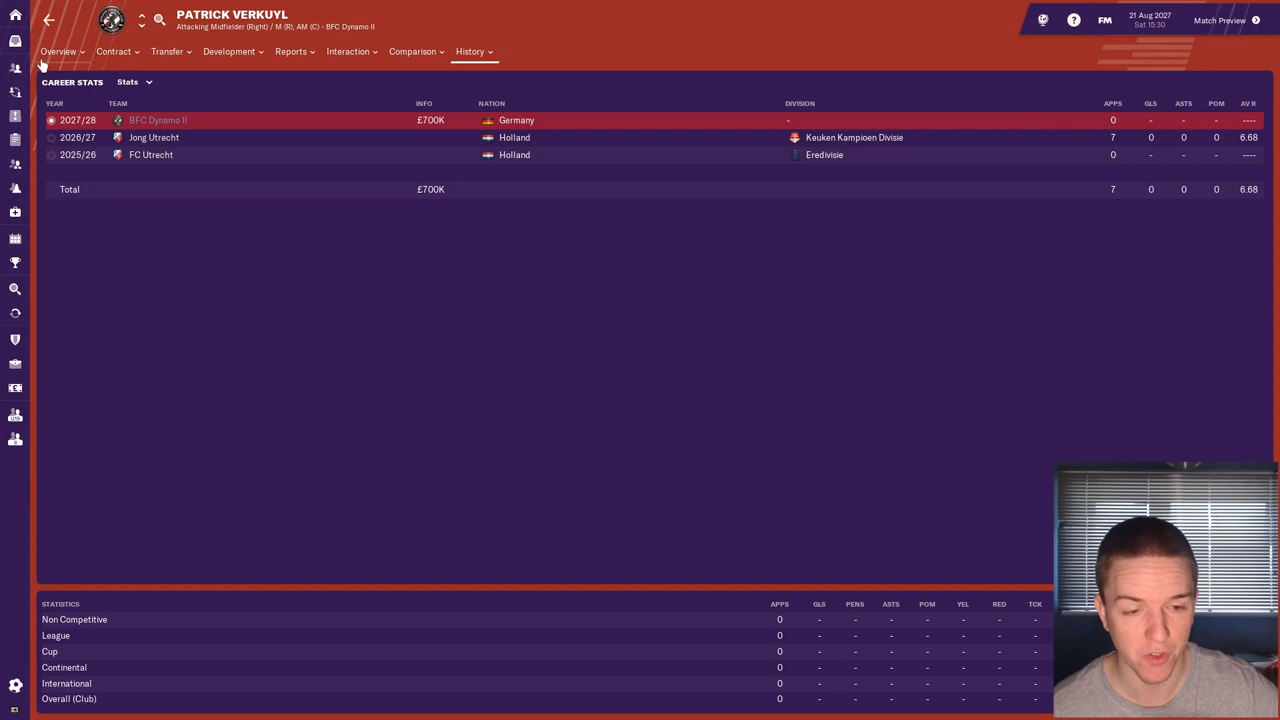 PATRICK VERKUYL
Attacking Midfielder (Right) / M (R), AM (C) - BFC Dynamo II
21 Aug 2027
Sat 15:30
FM
Match Preview
Overview Contract Transfer Development Reports Interaction Comparison History
CAREER STATS Stats
YEAR TEAM INFO NATION DIVISION APPS GLS ASTS POM AV R
2027/28 BFC Dynamo II £700K Germany - 0 - - - ----
2026/27 Jong Utrecht Holland Keuken Kampioen Divisie 7 0 0 0 6.68
2025/26 FC Utrecht Holland Eredivisie 0 - - - ----
Total £700K 7 0 0 0 6.68
STATISTICS APPS GLS PENS ASTS POM YEL RED TCK
Non Competitive 0 - - - - - - -
League 0 - - - - - - -
Cup 0 - - - - - - -
Continental 0 - - - - - - -
International 0 - - - - - - -
Overall (Club) 0 - - - - - - -